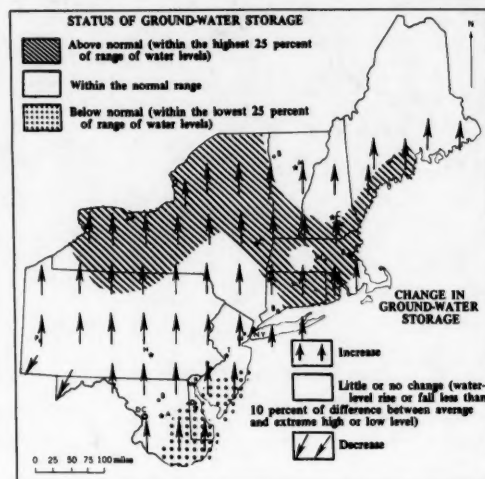 STATUS OF GROUND-WATER STORAGE
Above normal (within the highest 25 percent
of range of water levels)
Within the normal range
Below normal (within the lowest 25 percent
of range of water levels)
N
CHANGE IN
GROUND-WATER
STORAGE
Increase
Little or no change (water-
level rise or fall less than
10 percent of difference between average
and extreme high or low level)
Decrease
NY
DC
0 25 50 75 100 miles